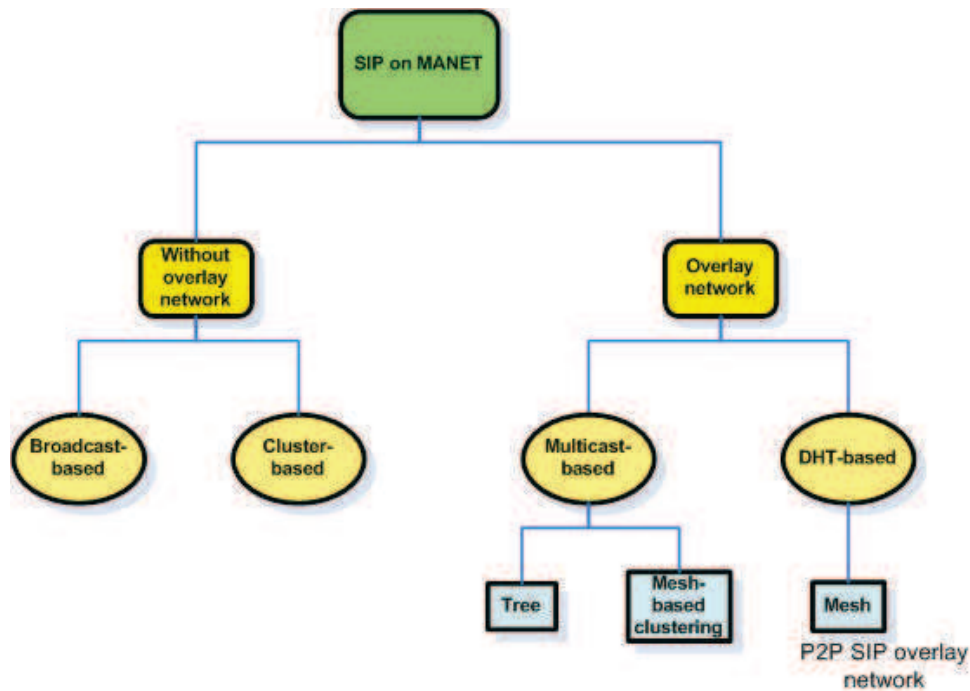 SIP on MANET
Without
overlay
network
Overlay
network
Broadcast-
based
Cluster-
based
Multicast-
based
DHT-based
Tree
Mesh-
based
clustering
Mesh
P2P SIP overlay
network